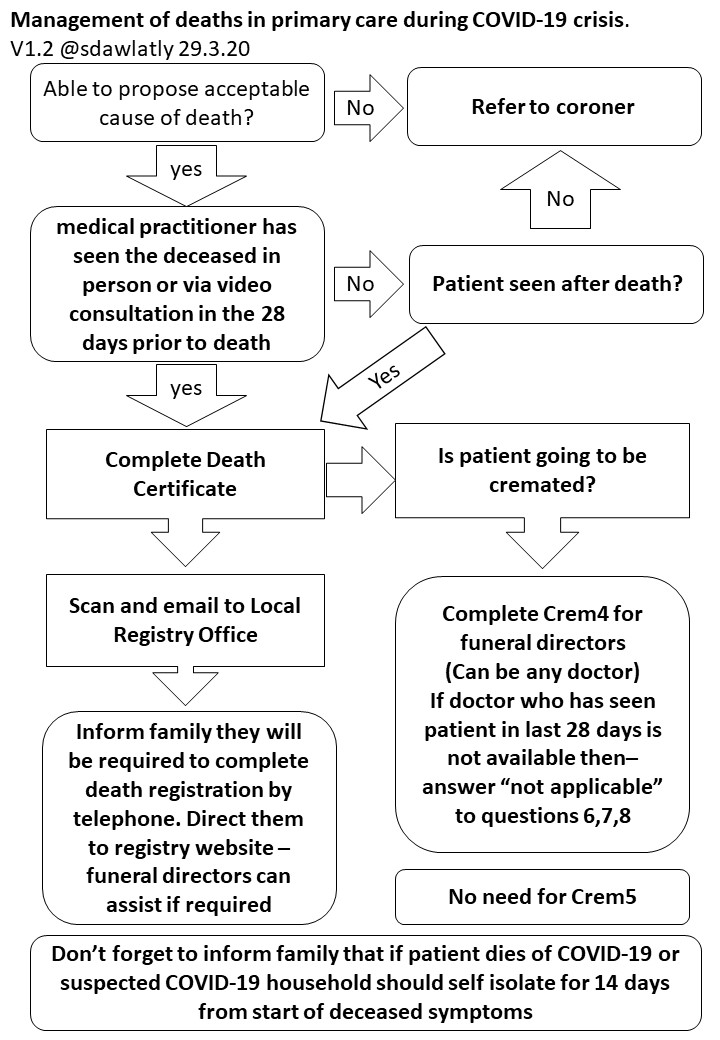 Management of deaths in primary care during COVID-19 crisis.
V1.2 @sdawlatly 29.3.20
Able to propose acceptable
cause of death?
No
Refer to coroner
yes
No
medical practitioner has
seen the deceased in
person or via video
consultation in the 28
days prior to death
No
Patient seen after death?
Yes
yes
Complete Death
Certificate
Is patient going to be
cremated?
Scan and email to Local
Registry Office
Complete Crem4 for
funeral directors
(Can be any doctor)
If doctor who has seen
patient in last 28 days is
not available then–
answer “not applicable”
to questions 6,7,8
Inform family they will
be required to complete
death registration by
telephone. Direct them
to registry website –
funeral directors can
assist if required
No need for Crem5
Don’t forget to inform family that if patient dies of COVID-19 or
suspected COVID-19 household should self isolate for 14 days
from start of deceased symptoms